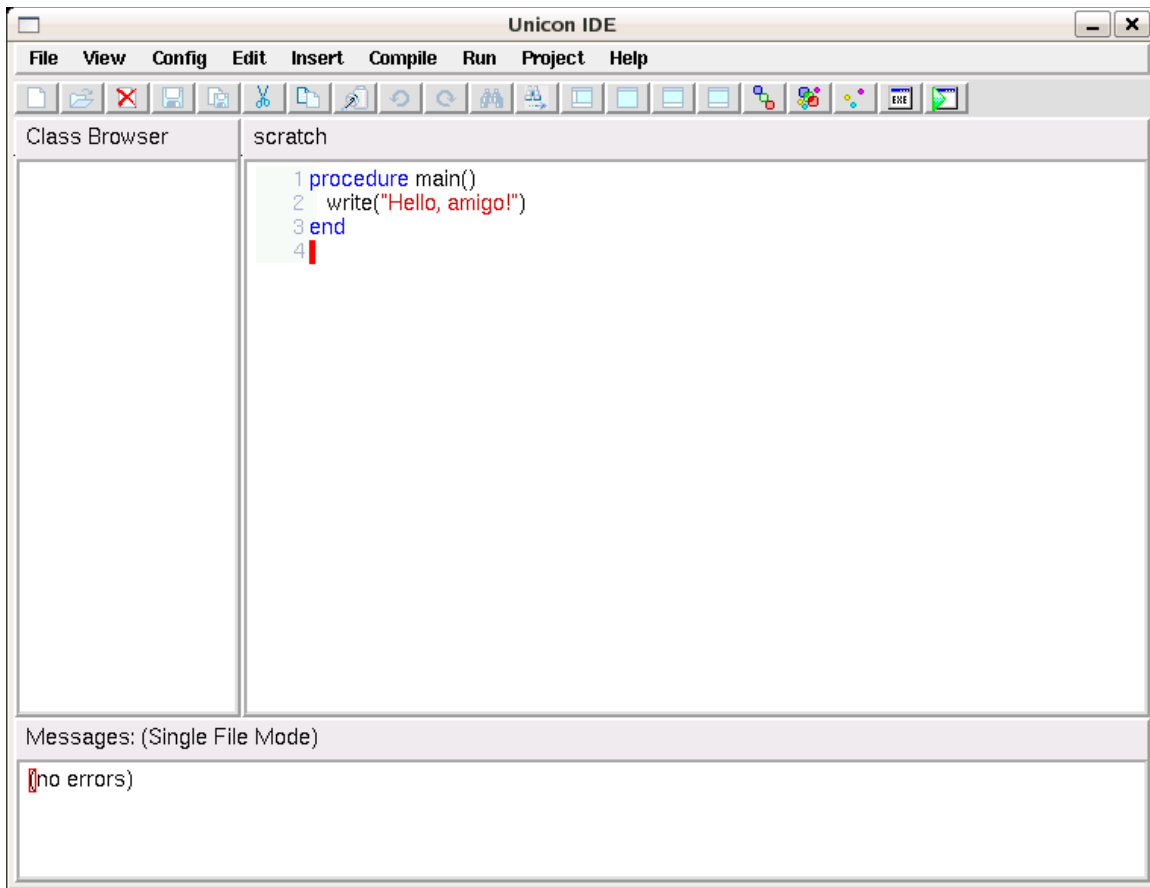 Unicon IDE
File View Config Edit Insert Compile Run Project Help
EXE
Class Browser
scratch
1 procedure main()
2 write("Hello, amigo!")
3 end
4
Messages: (Single File Mode)
(no errors)